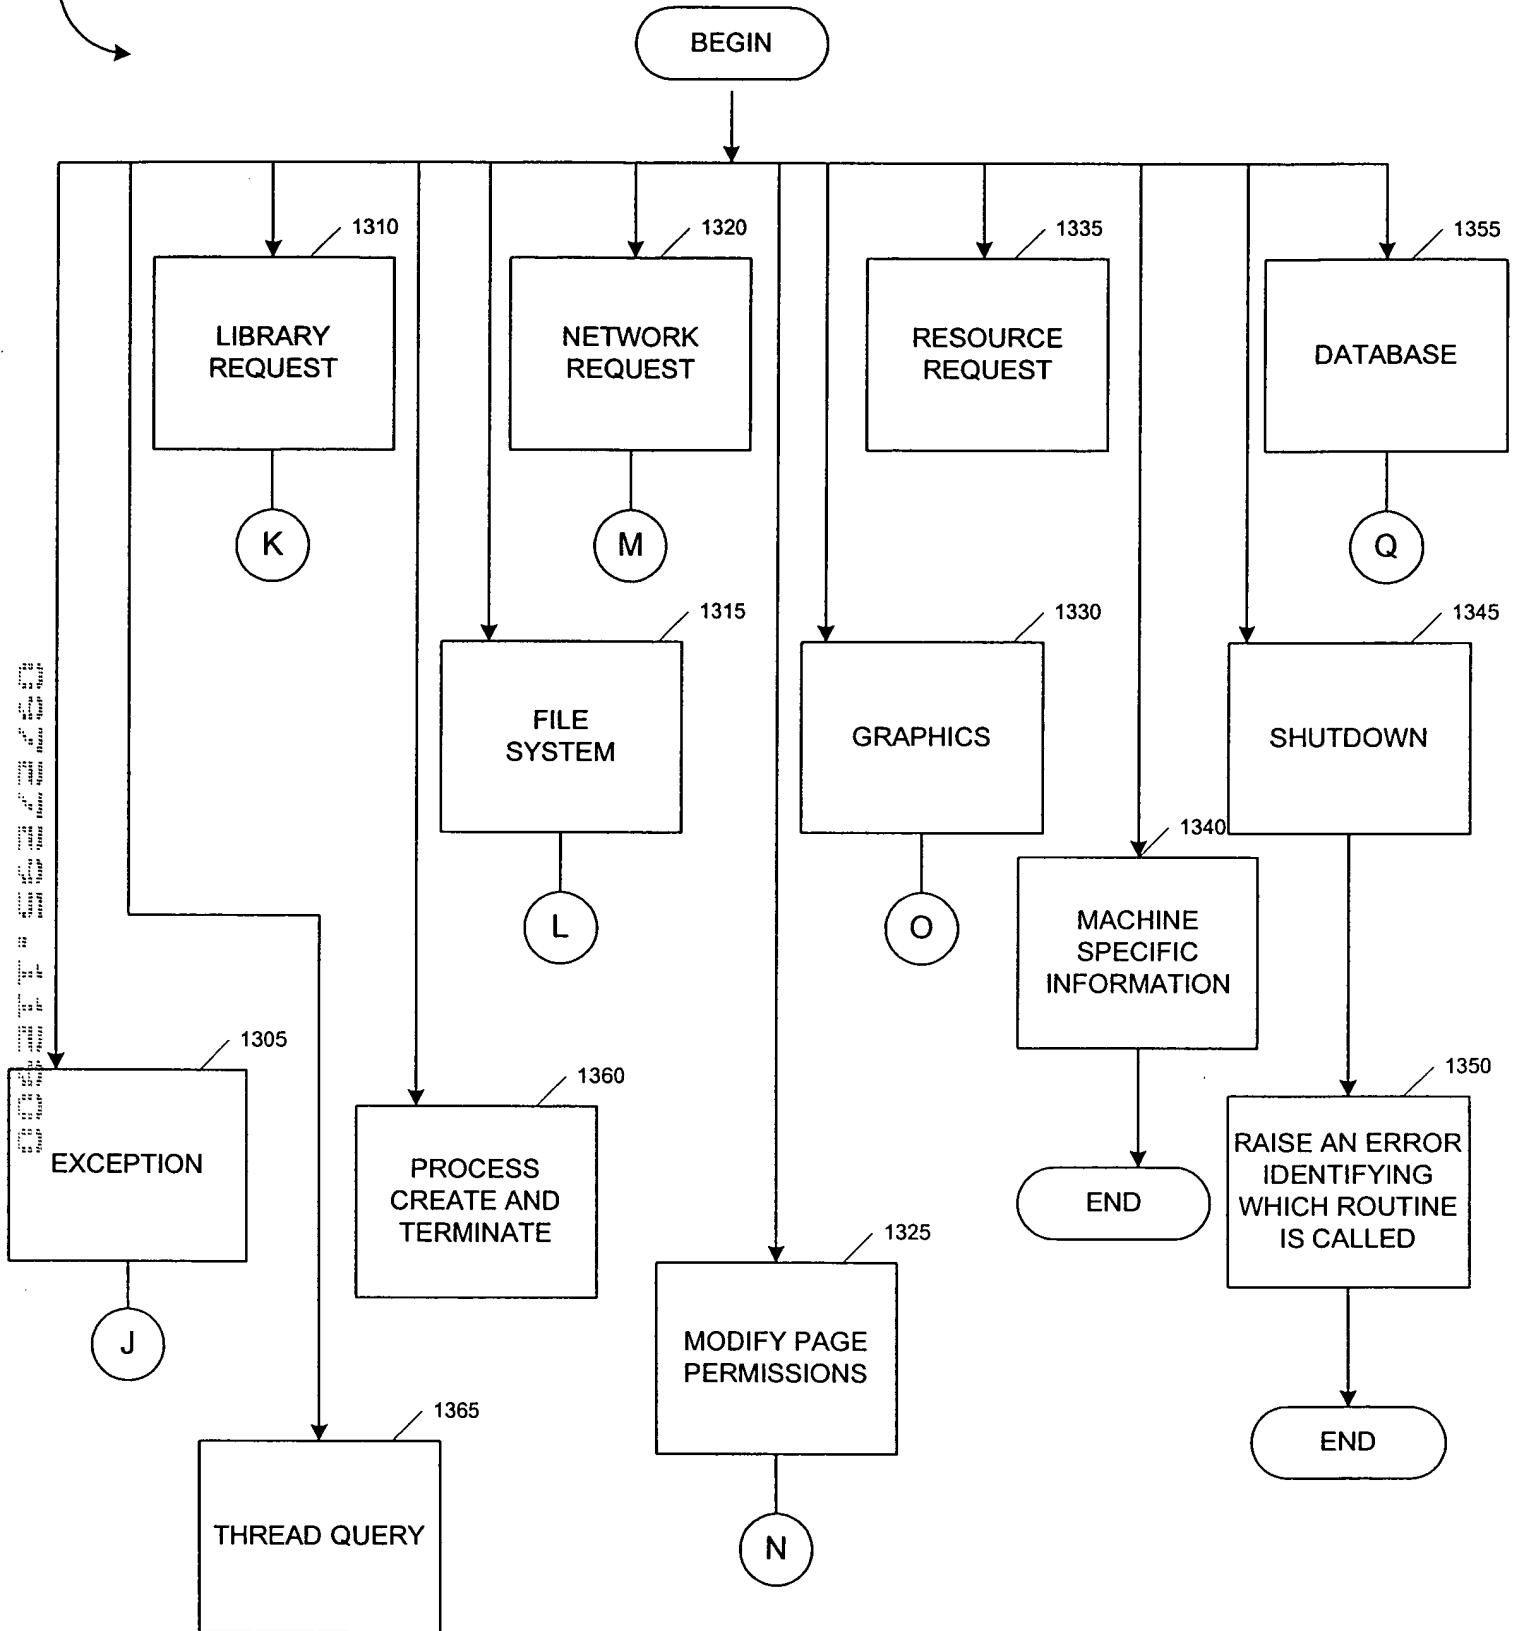 BEGIN
1310
1320
1335
1355
LIBRARY
REQUEST
NETWORK
REQUEST
RESOURCE
REQUEST
DATABASE
K
M
Q
1315
1330
1345
FILE
SYSTEM
GRAPHICS
SHUTDOWN
L
O
1340
MACHINE
SPECIFIC
INFORMATION
1305
1360
1350
EXCEPTION
PROCESS
CREATE AND
TERMINATE
END
RAISE AN ERROR
IDENTIFYING
WHICH ROUTINE
IS CALLED
J
1325
MODIFY PAGE
PERMISSIONS
1365
END
THREAD QUERY
N